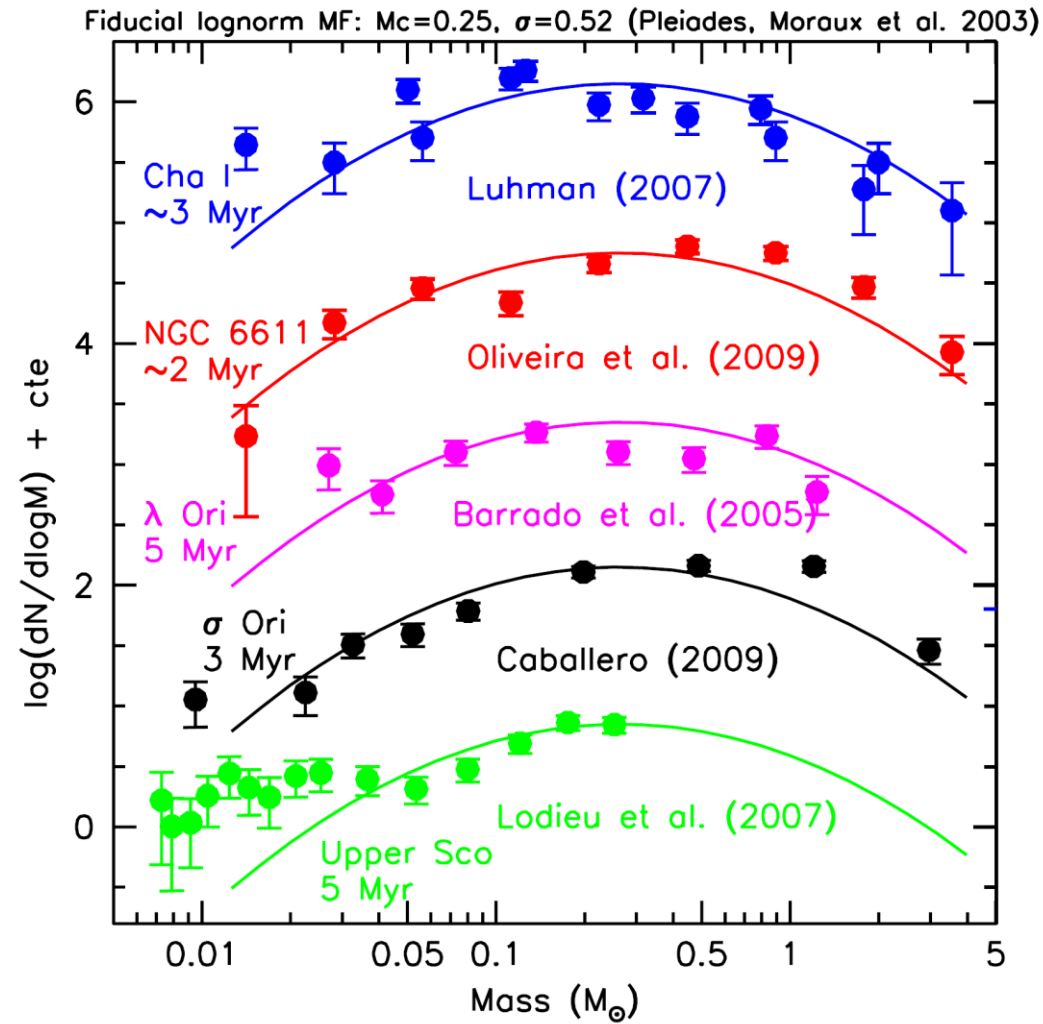 Fiducial lognorm MF: Mc=0.25, σ=0.52 (Pleiades, Moraux et al. 2003)
log(dN/dlogM) + cte
6
4
2
0
Cha I
~3 Myr
Luhman (2007)
NGC 6611
~2 Myr
Oliveira et al. (2009)
λ Ori
5 Myr
Barrado et al. (2005)
σ Ori
3 Myr
Caballero (2009)
Lodieu et al. (2007)
Upper Sco
5 Myr
0.01 0.05 0.1 0.5 1 5
Mass (M☉)